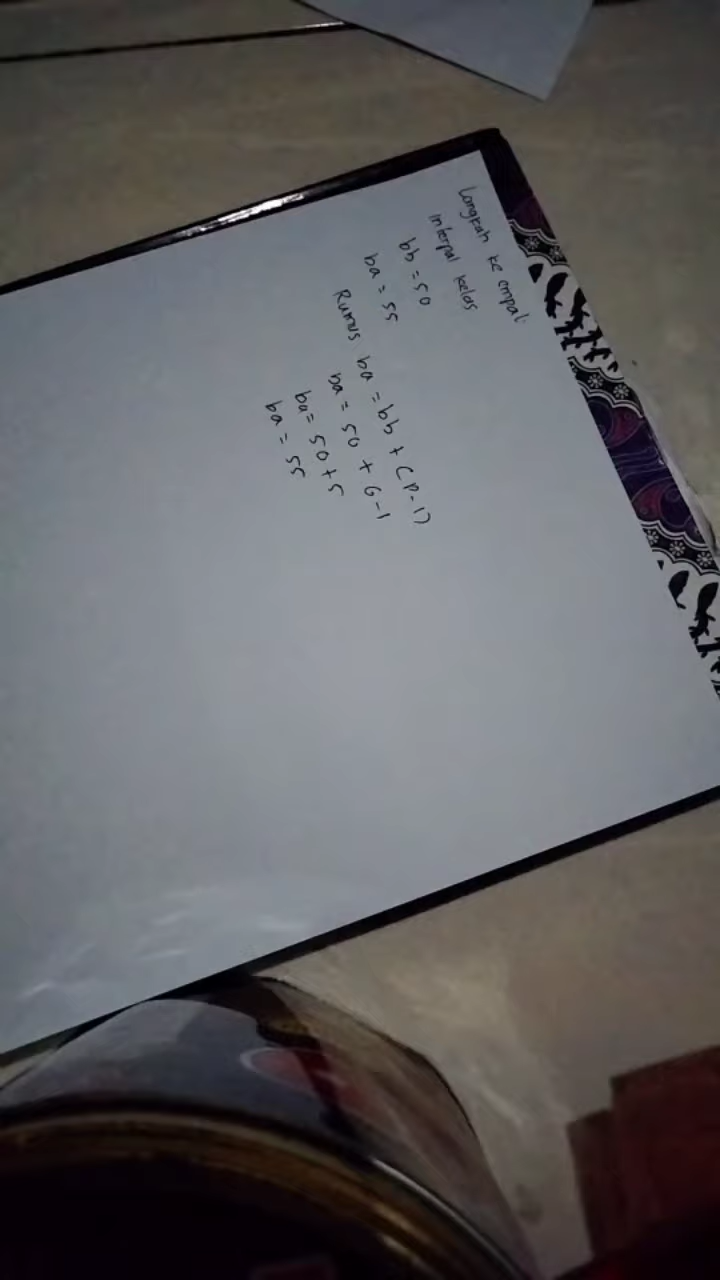 Langkah ke empat
interpal kelas
bb = 50
ba = 55
Rumus ba = bb + (P-1)
ba = 50 + 6-1
ba = 50+5
ba = 55